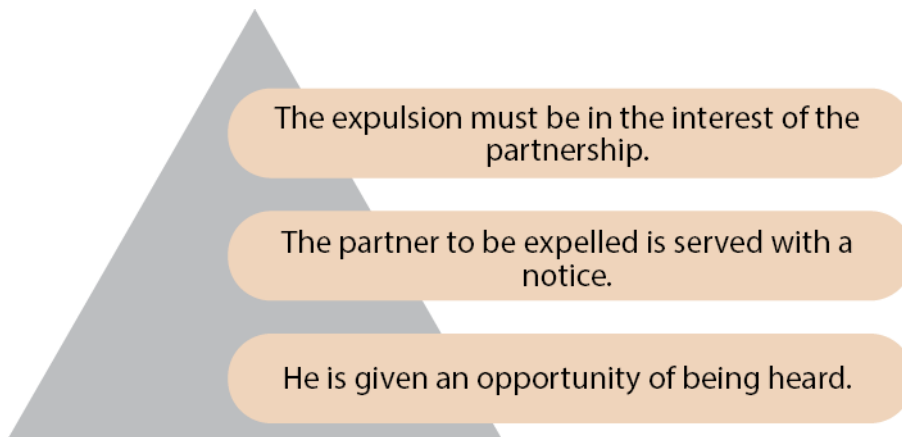 The expulsion must be in the interest of the
partnership.
The partner to be expelled is served with a
notice.
He is given an opportunity of being heard.